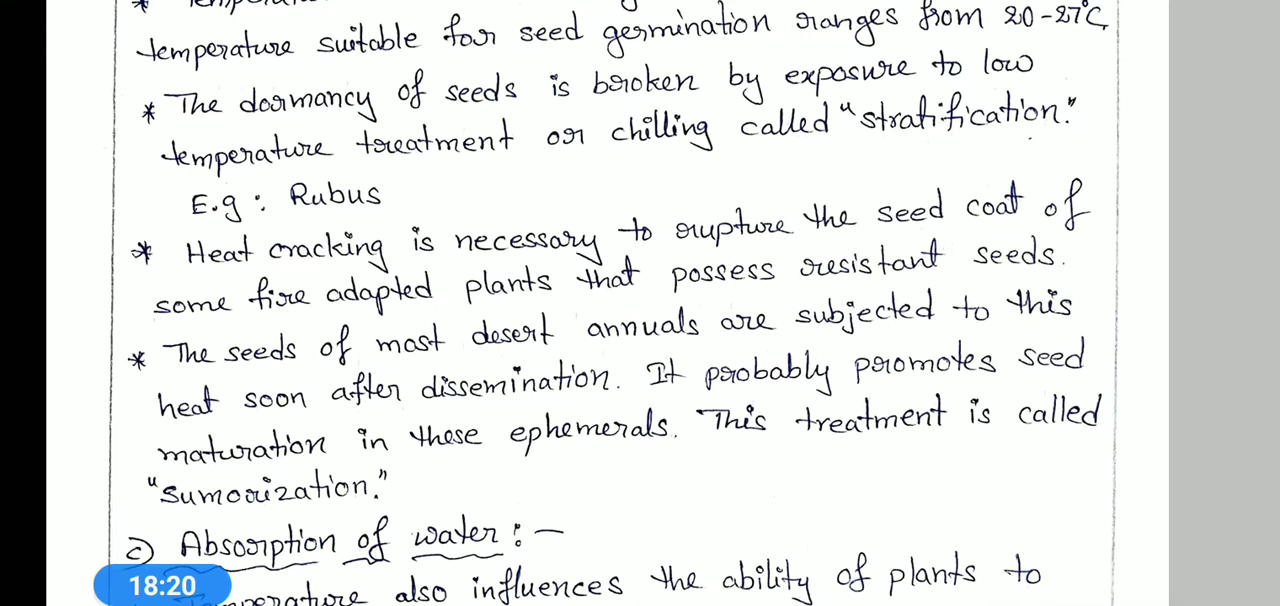 * Tempera
temperature suitable for seed germination ranges from 20-27°C
* The dormancy of seeds is broken by exposure to low
temperature treatment or chilling called "stratification."
E.g : Rubus
* Heat cracking is necessary to rupture the seed coat of
some fire adapted plants that possess resistant seeds.
* The seeds of most desert annuals are subjected to this
heat soon after dissemination. It probably promotes seed
maturation in these ephemerals. This treatment is called
"sumorization."
c) Absorption of water : —
18:20
Temperature also influences the ability of plants to